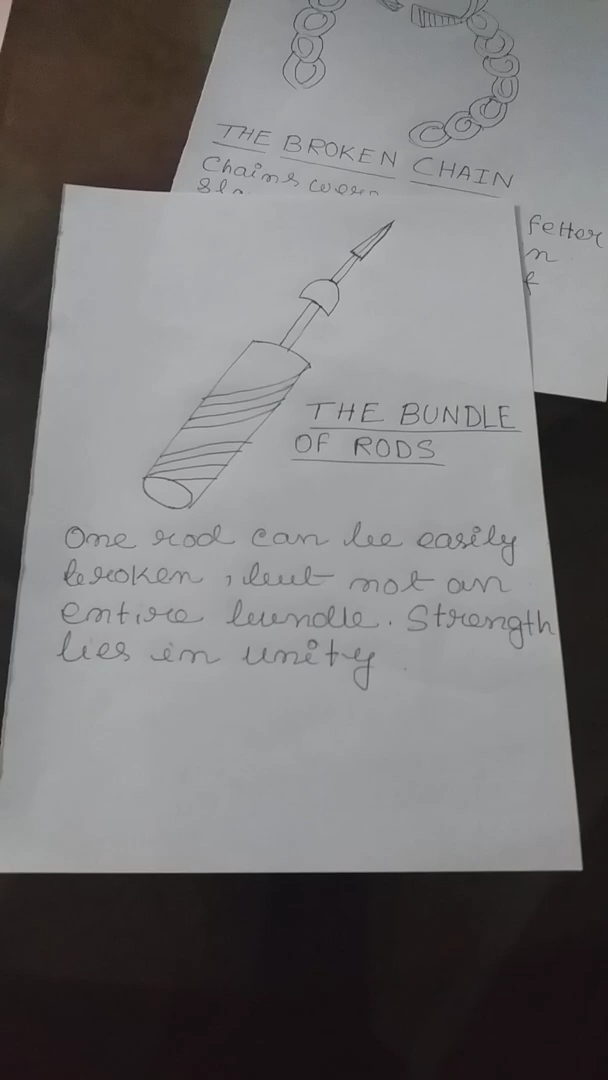 THE BROKEN CHAIN
Chains were
fetter
THE BUNDLE
OF RODS
One rod can be easily
broken, but not an
entire bundle. Strength
lies in unity